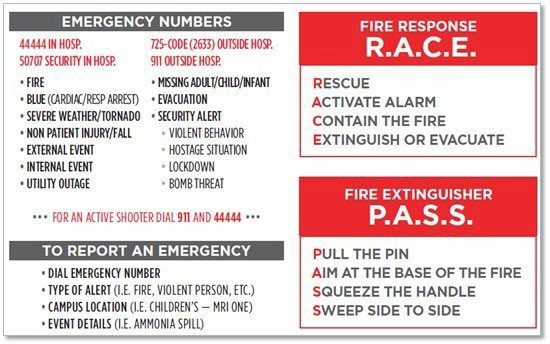 EMERGENCY NUMBERS
44444 IN HOSP.
50707 SECURITY IN HOSP.
• FIRE
• BLUE (CARDIAC/RESP ARREST)
• SEVERE WEATHER/TORNADO
• NON PATIENT INJURY/FALL
• EXTERNAL EVENT
• INTERNAL EVENT
• UTILITY OUTAGE
725-CODE (2633) OUTSIDE HOSP.
911 OUTSIDE HOSP.
• MISSING ADULT/CHILD/INFANT
• EVACUATION
• SECURITY ALERT
◦ VIOLENT BEHAVIOR
◦ HOSTAGE SITUATION
◦ LOCKDOWN
◦ BOMB THREAT
••• FOR AN ACTIVE SHOOTER DIAL 911 AND 44444 •••
TO REPORT AN EMERGENCY
• DIAL EMERGENCY NUMBER
• TYPE OF ALERT (I.E. FIRE, VIOLENT PERSON, ETC.)
• CAMPUS LOCATION (I.E. CHILDREN'S — MRI ONE)
• EVENT DETAILS (I.E. AMMONIA SPILL)
FIRE RESPONSE
R.A.C.E.
RESCUE
ACTIVATE ALARM
CONTAIN THE FIRE
EXTINGUISH OR EVACUATE
FIRE EXTINGUISHER
P.A.S.S.
PULL THE PIN
AIM AT THE BASE OF THE FIRE
SQUEEZE THE HANDLE
SWEEP SIDE TO SIDE